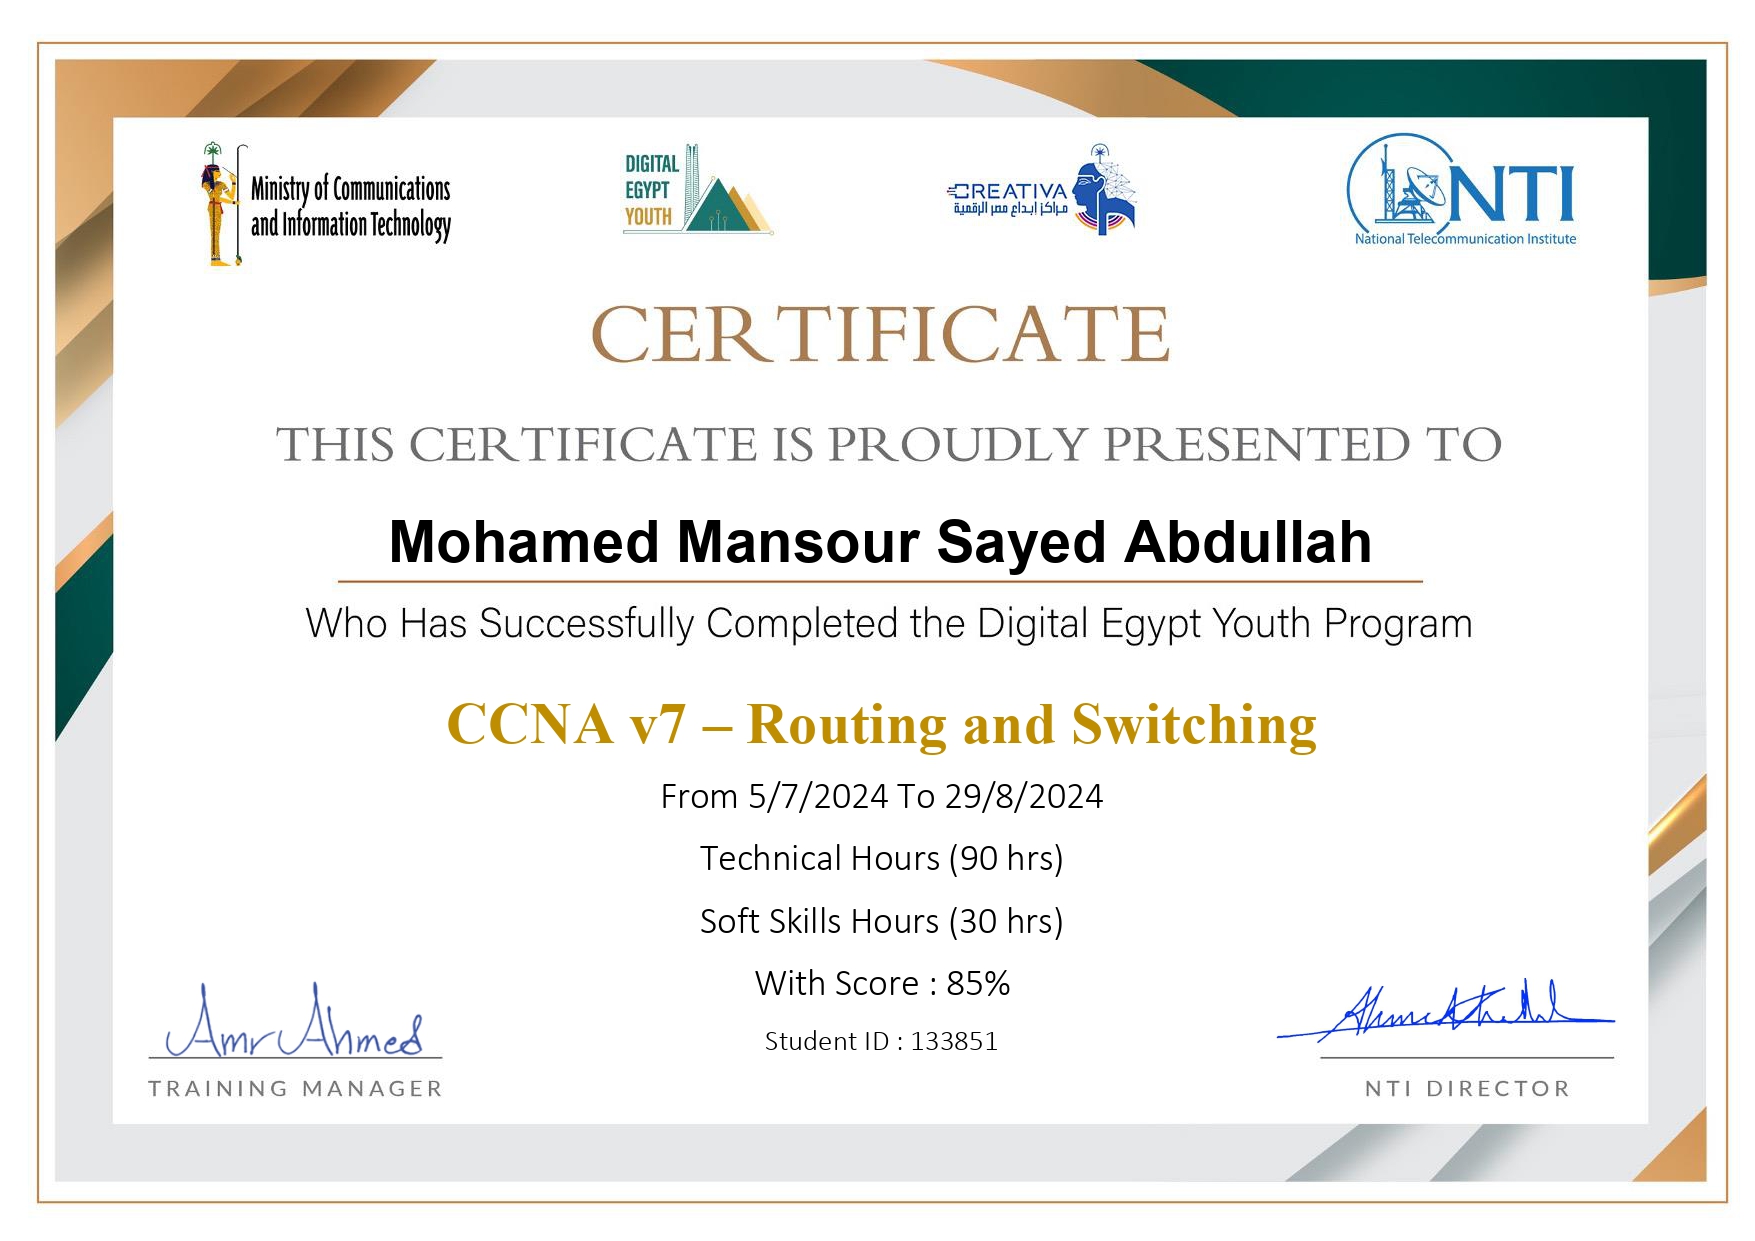 Ministry of Communications
and Information Technology
DIGITAL
EGYPT
YOUTH
CREATIVA
مراكز إبداع مصر الرقمية
NTI
National Telecommunication Institute
CERTIFICATE
THIS CERTIFICATE IS PROUDLY PRESENTED TO
Mohamed Mansour Sayed Abdullah
Who Has Successfully Completed the Digital Egypt Youth Program
CCNA v7 – Routing and Switching
From 5/7/2024 To 29/8/2024
Technical Hours (90 hrs)
Soft Skills Hours (30 hrs)
With Score : 85%
Student ID : 133851
Amr Ahmed
TRAINING MANAGER
NTI DIRECTOR